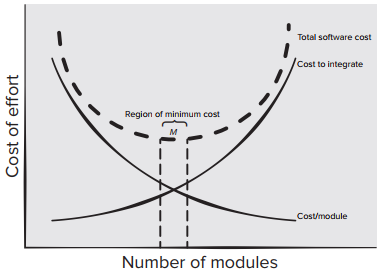 Total software cost
Cost to integrate
Region of minimum cost
M
M
Cost/module
Cost of effort
Number of modules